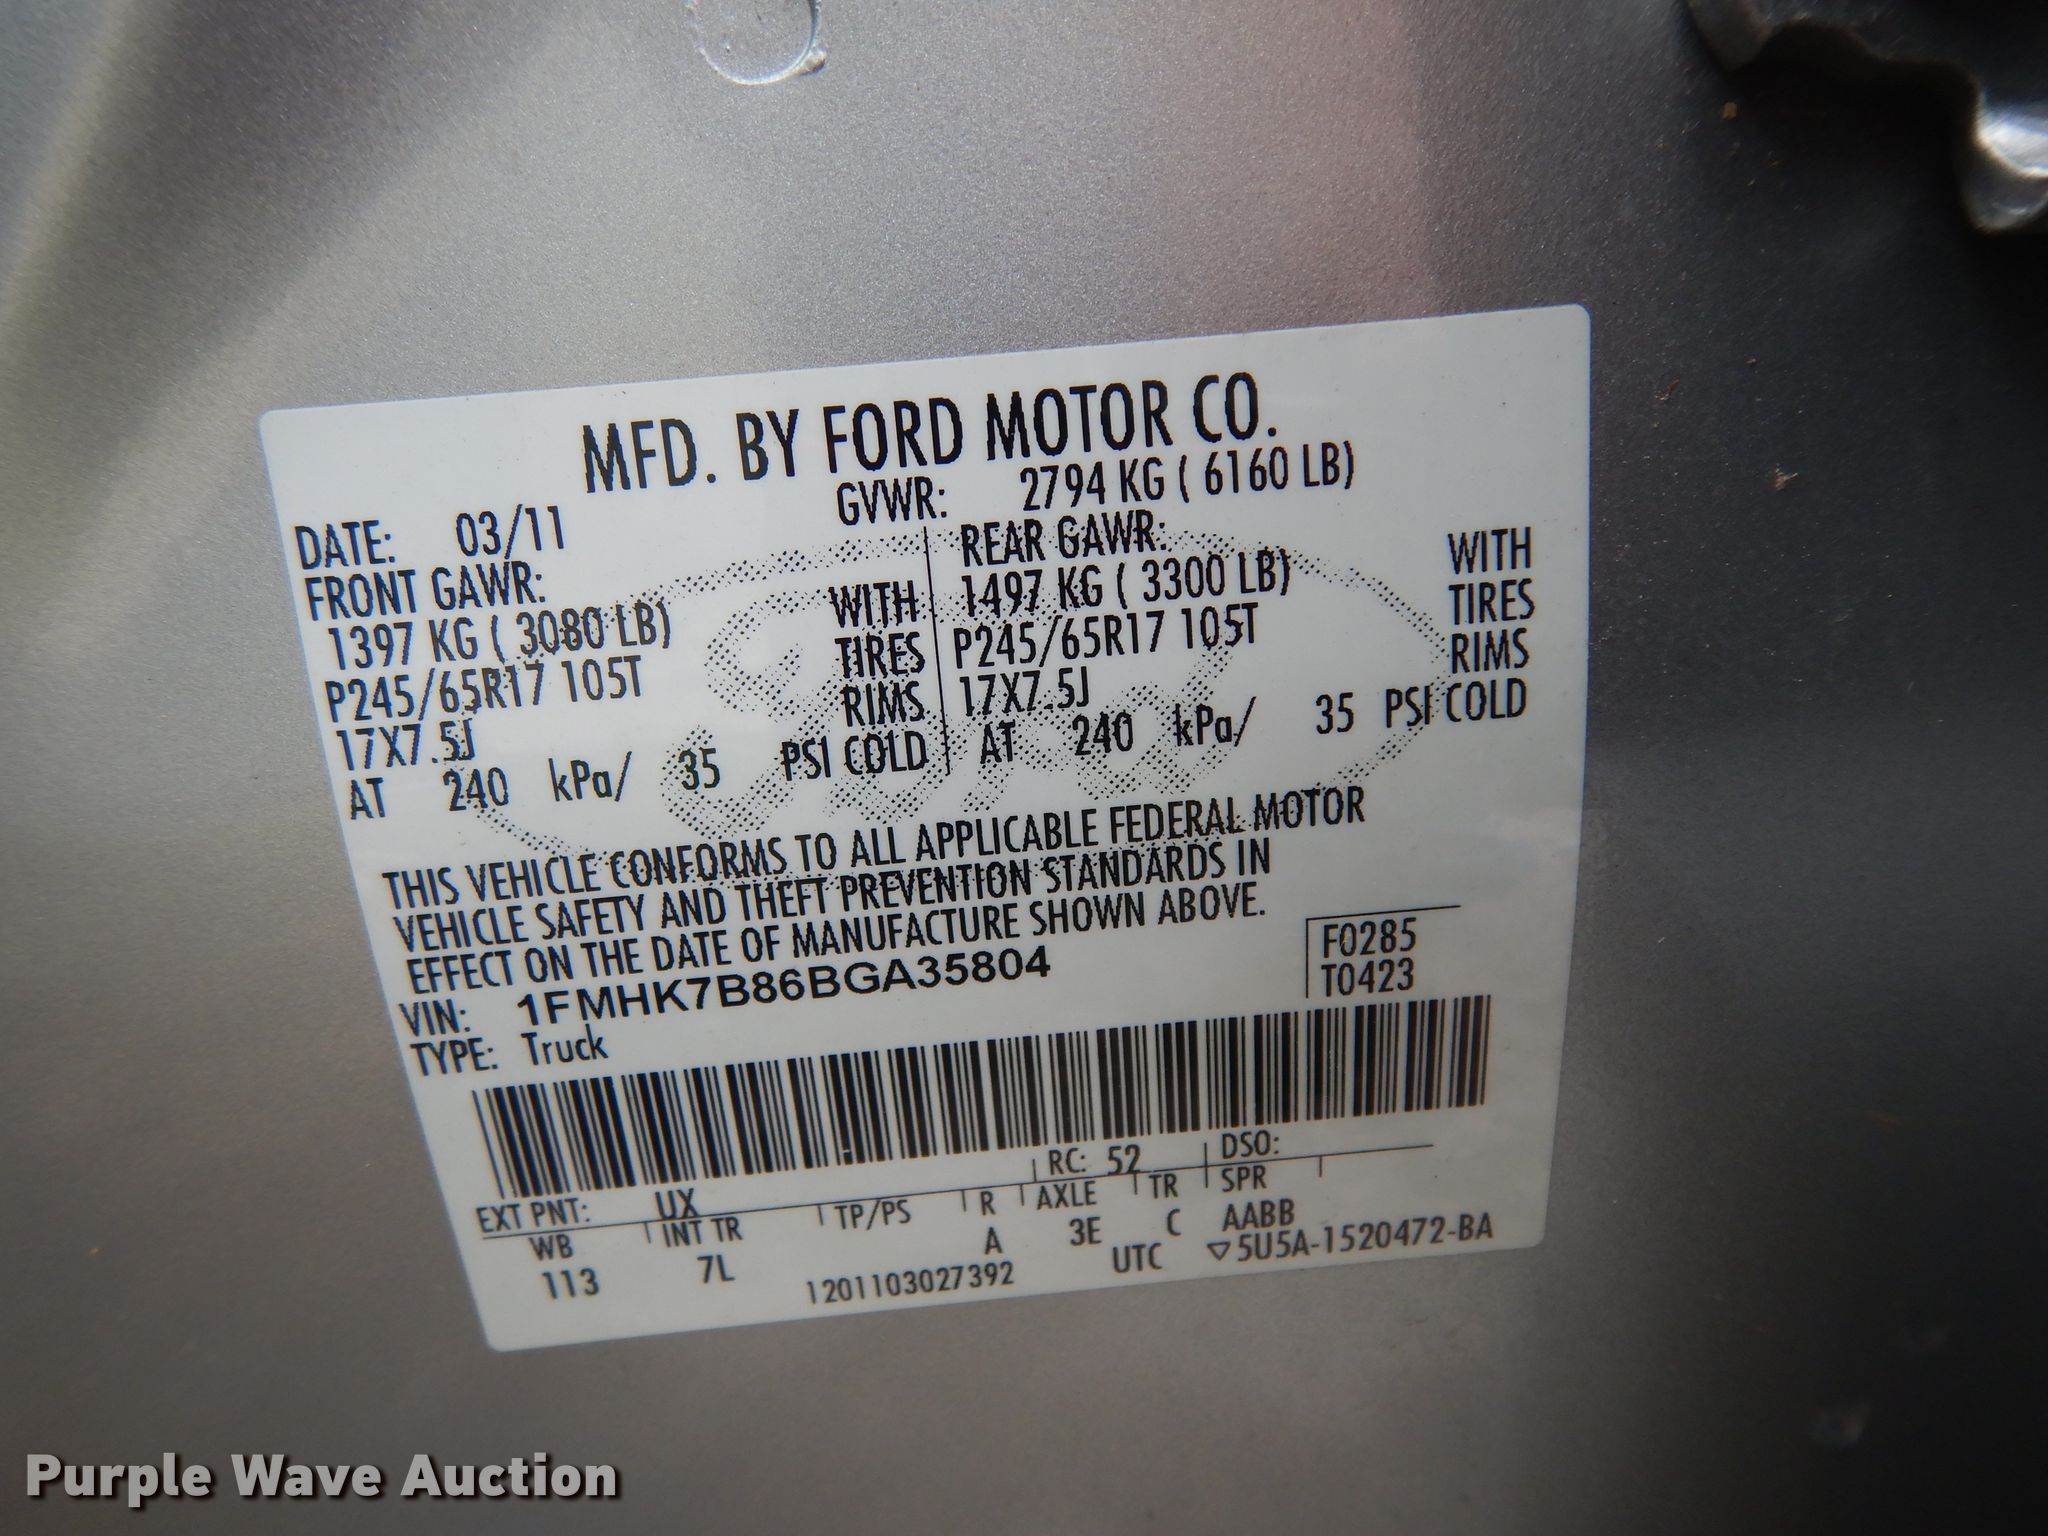 MFD. BY FORD MOTOR CO.
DATE: 03/11 GVWR: 2794 KG ( 6160 LB)
FRONT GAWR: REAR GAWR:
1397 KG ( 3080 LB) WITH 1497 KG ( 3300 LB) WITH
P245/65R17 105T TIRES P245/65R17 105T TIRES
17X7.5J RIMS 17X7.5J RIMS
AT 240 kPa/ 35 PSI COLD AT 240 kPa/ 35 PSI COLD
THIS VEHICLE CONFORMS TO ALL APPLICABLE FEDERAL MOTOR
VEHICLE SAFETY AND THEFT PREVENTION STANDARDS IN
EFFECT ON THE DATE OF MANUFACTURE SHOWN ABOVE.
VIN: 1FMHK7B86BGA35804 F0285
TYPE: Truck T0423
EXT PNT: UX RC: 52 DSO:
WB INT TR TP/PS R AXLE TR SPR
113 7L A 3E C AABB
1201103027392 UTC ▽5U5A-1520472-BA
Purple Wave Auction